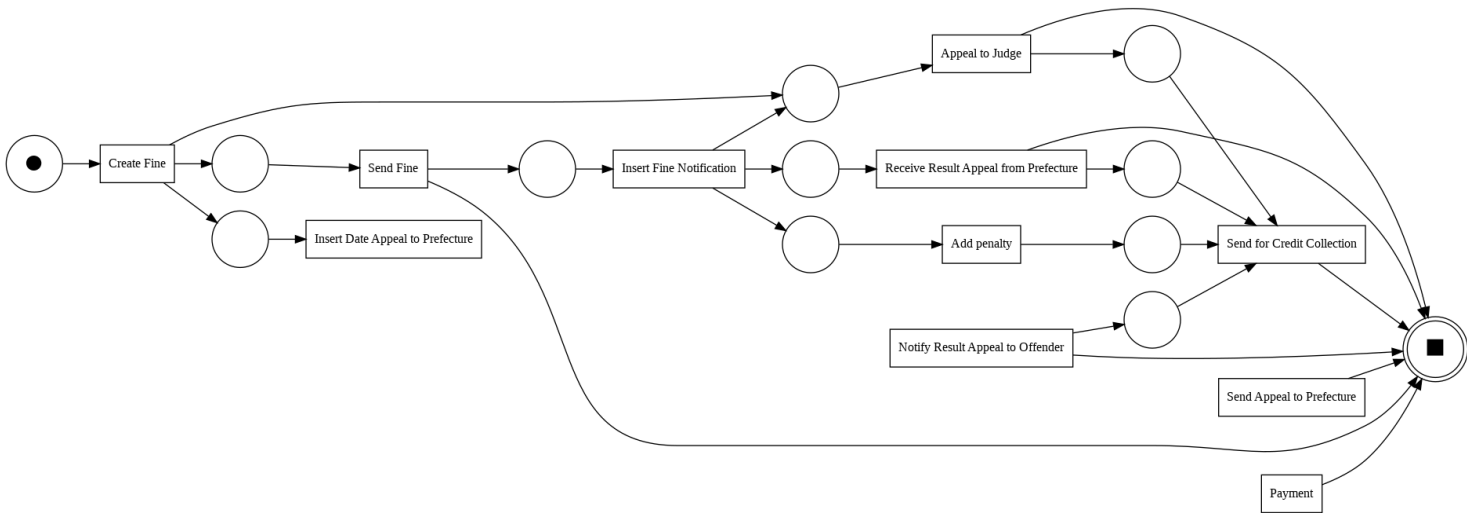 Appeal to Judge
Create Fine
Send Fine
Insert Fine Notification
Receive Result Appeal from Prefecture
Insert Date Appeal to Prefecture
Add penalty
Send for Credit Collection
Notify Result Appeal to Offender
Send Appeal to Prefecture
Payment